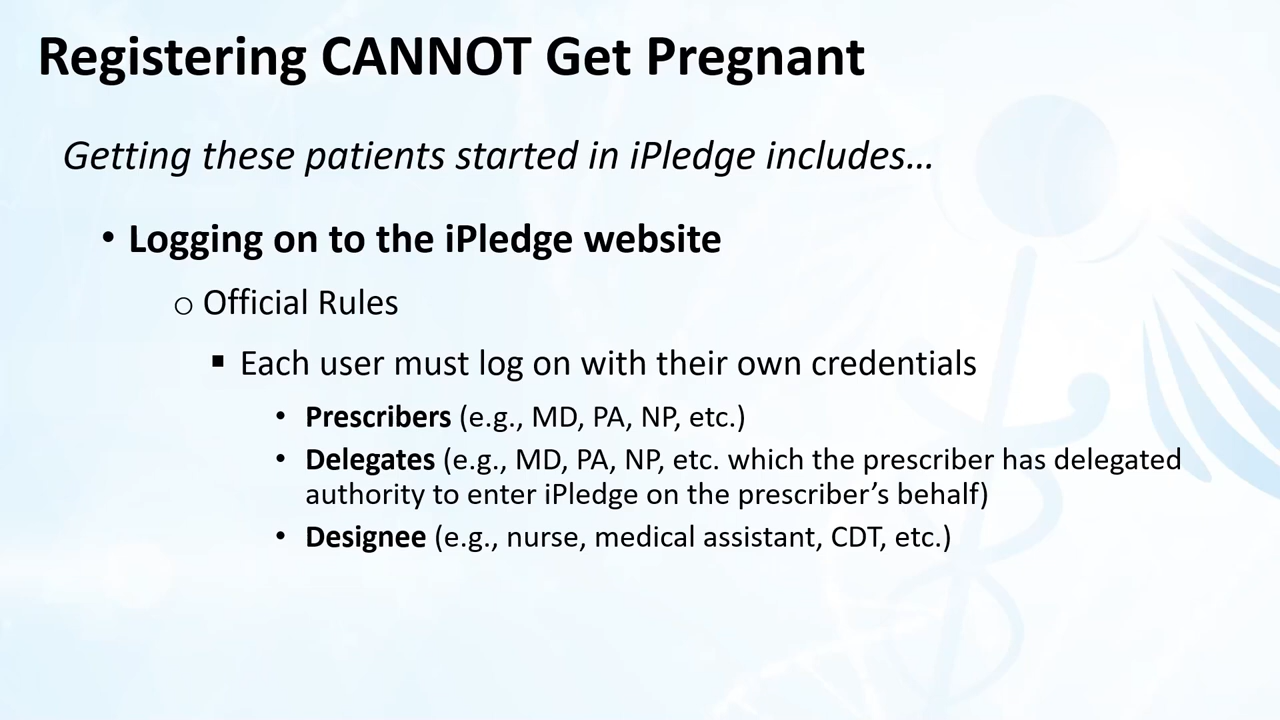 Registering CANNOT Get Pregnant
Getting these patients started in iPledge includes…
• Logging on to the iPledge website
o Official Rules
▪ Each user must log on with their own credentials
• Prescribers (e.g., MD, PA, NP, etc.)
• Delegates (e.g., MD, PA, NP, etc. which the prescriber has delegated
authority to enter iPledge on the prescriber’s behalf)
• Designee (e.g., nurse, medical assistant, CDT, etc.)